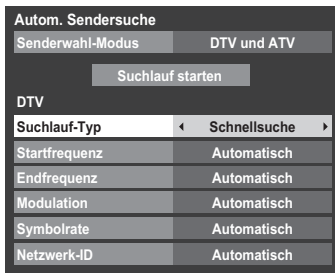 Autom. Sendersuche
Senderwahl-Modus DTV und ATV
Suchlauf starten
DTV
Suchlauf-Typ Schnellsuche
Startfrequenz Automatisch
Endfrequenz Automatisch
Modulation Automatisch
Symbolrate Automatisch
Netzwerk-ID Automatisch